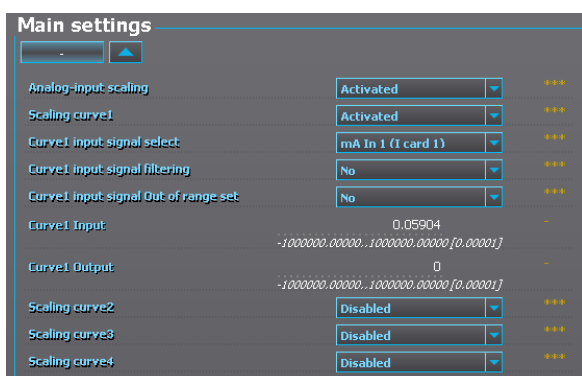 Main settings
-
Analog-input scaling Activated ***
Scaling curve1 Activated ***
Curve1 input signal select mA In 1 (I card 1) ***
Curve1 input signal filtering No ***
Curve1 input signal Out of range set No ***
Curve1 Input 0.05904 -
-1000000.00000..1000000.00000 [0.00001]
Curve1 Output 0 -
-1000000.00000..1000000.00000 [0.00001]
Scaling curve2 Disabled ***
Scaling curve3 Disabled ***
Scaling curve4 Disabled ***